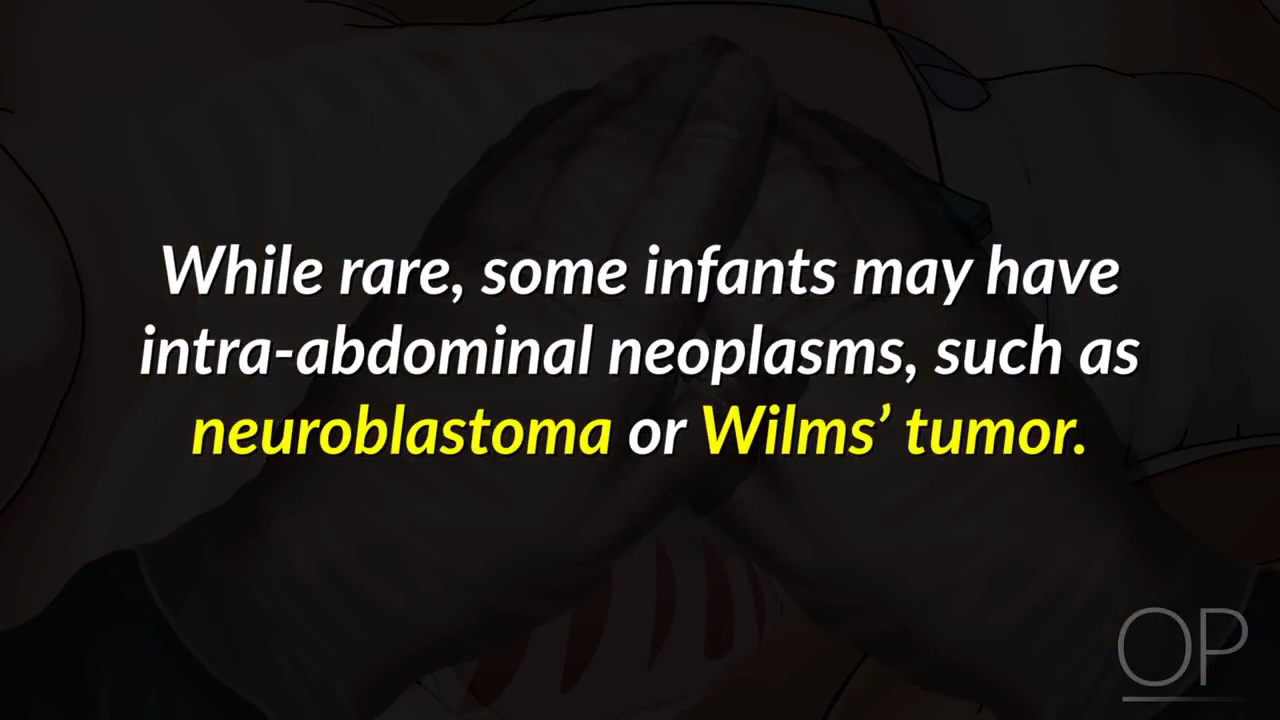 While rare, some infants may have
intra-abdominal neoplasms, such as
neuroblastoma or Wilms’ tumor.
OP